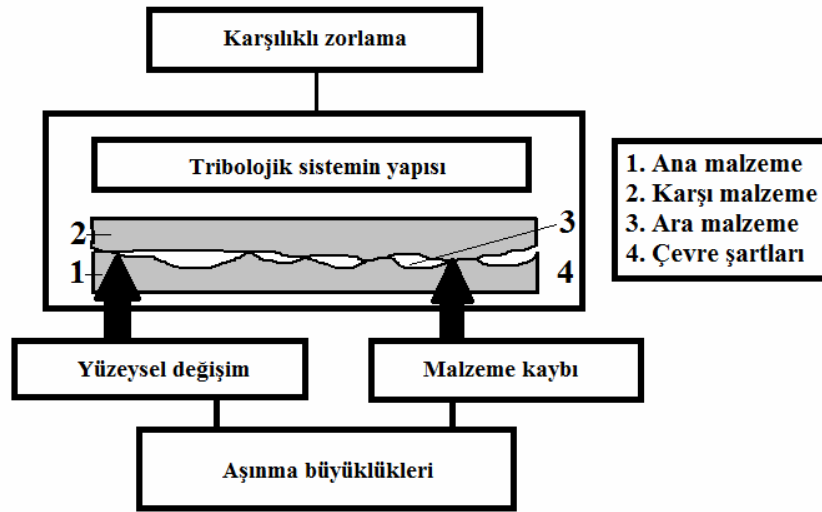 Karşılıklı zorlama
Tribolojik sistemin yapısı
1. Ana malzeme
2. Karşı malzeme
3. Ara malzeme
4. Çevre şartları
2
3
1
4
Yüzeysel değişim
Malzeme kaybı
Aşınma büyüklükleri